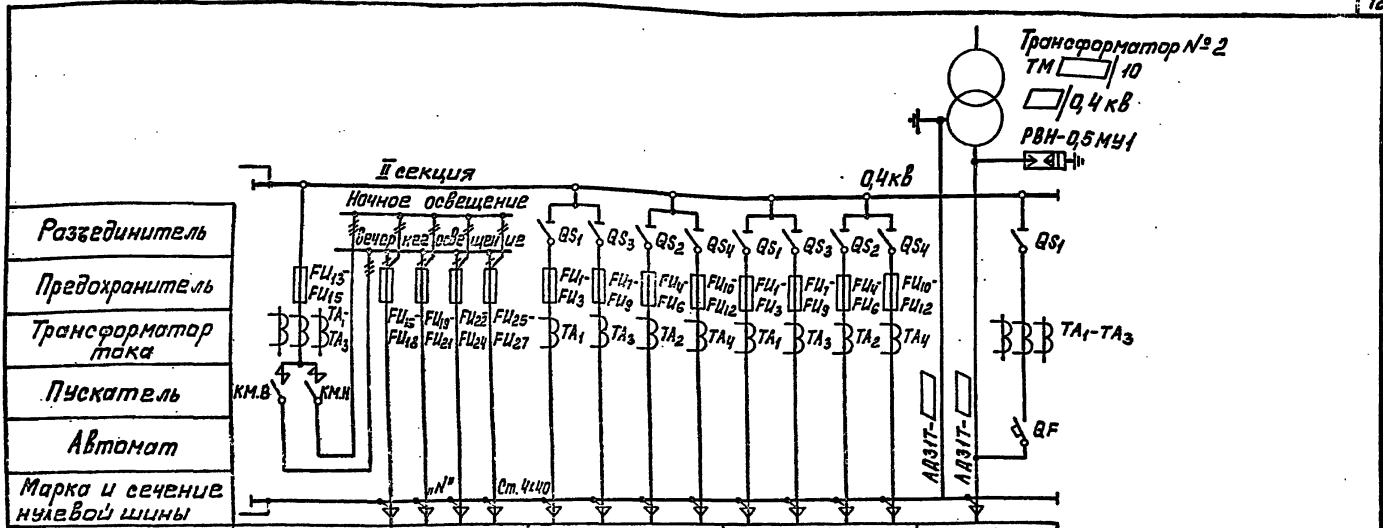 12
Трансформатор №2
ТМ /10
/0,4 кв
РВН-0,5МУ1
II секция
0,4кв
Ночное освещение
Вечернее освещение
Разъединитель
QS1 QS3 QS2 QS4 QS1 QS3 QS2 QS4 QS1
Предохранитель
FU13-
FU15
FU1-
FU3
FU7-
FU9
FU4-
FU6
FU10-
FU12
FU1-
FU3
FU7-
FU9
FU4-
FU6
FU10-
FU12
Трансформатор
тока
TA1-
TA3
FU15-
FU18
FU19-
FU21
FU22-
FU24
FU25-
FU27
TA1 TA3 TA2 TA4 TA1 TA3 TA2 TA4 TA1-TA3
Пускатель
КМ.В КМ.Н
АД31Т- АД31Т-
Автомат
QF
Марка и сечение
нулевой шины
„N" Ст. 4х40